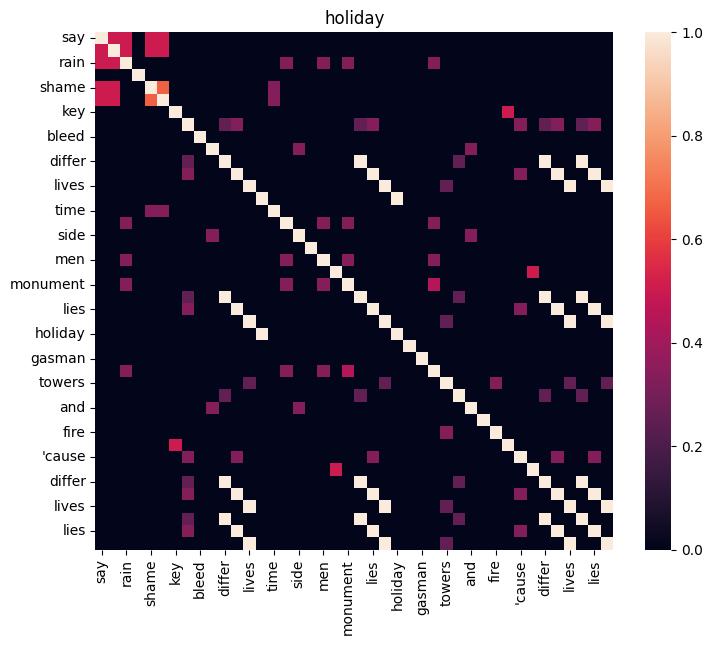 holiday
say
rain
shame
key
bleed
differ
lives
time
side
men
monument
lies
holiday
gasman
towers
and
fire
'cause
differ
lives
lies
1.0
0.8
0.6
0.4
0.2
0.0
say
rain
shame
key
bleed
differ
lives
time
side
men
monument
lies
holiday
gasman
towers
and
fire
'cause
differ
lives
lies